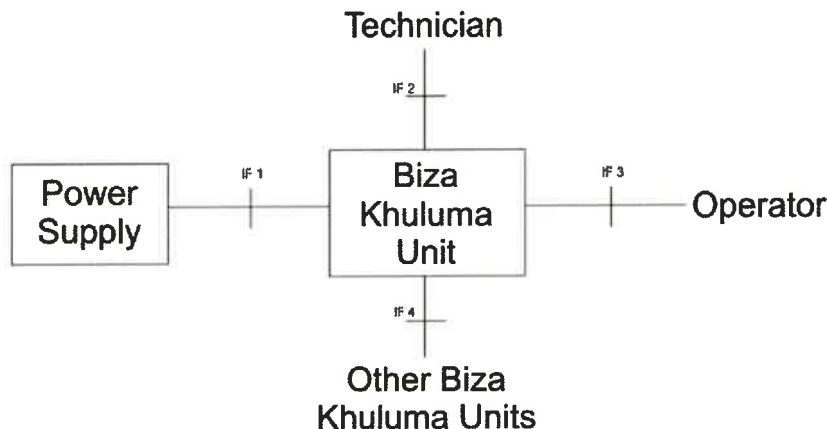 Technician
IF 2
Power
Supply
IF 1
Biza
Khuluma
Unit
IF 3
Operator
IF 4
Other Biza
Khuluma Units